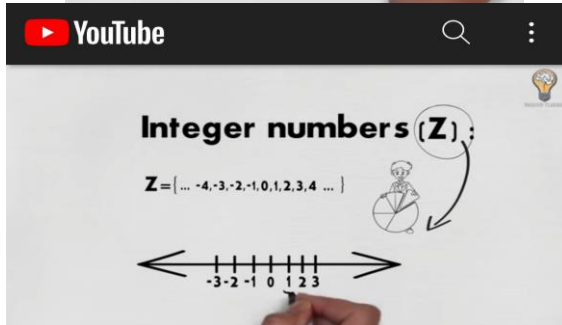 YouTube
Integer numbers (Z) :
Z={... -4,-3,-2,-1,0,1,2,3,4 ... }
-3 -2 -1 0 1 2 3